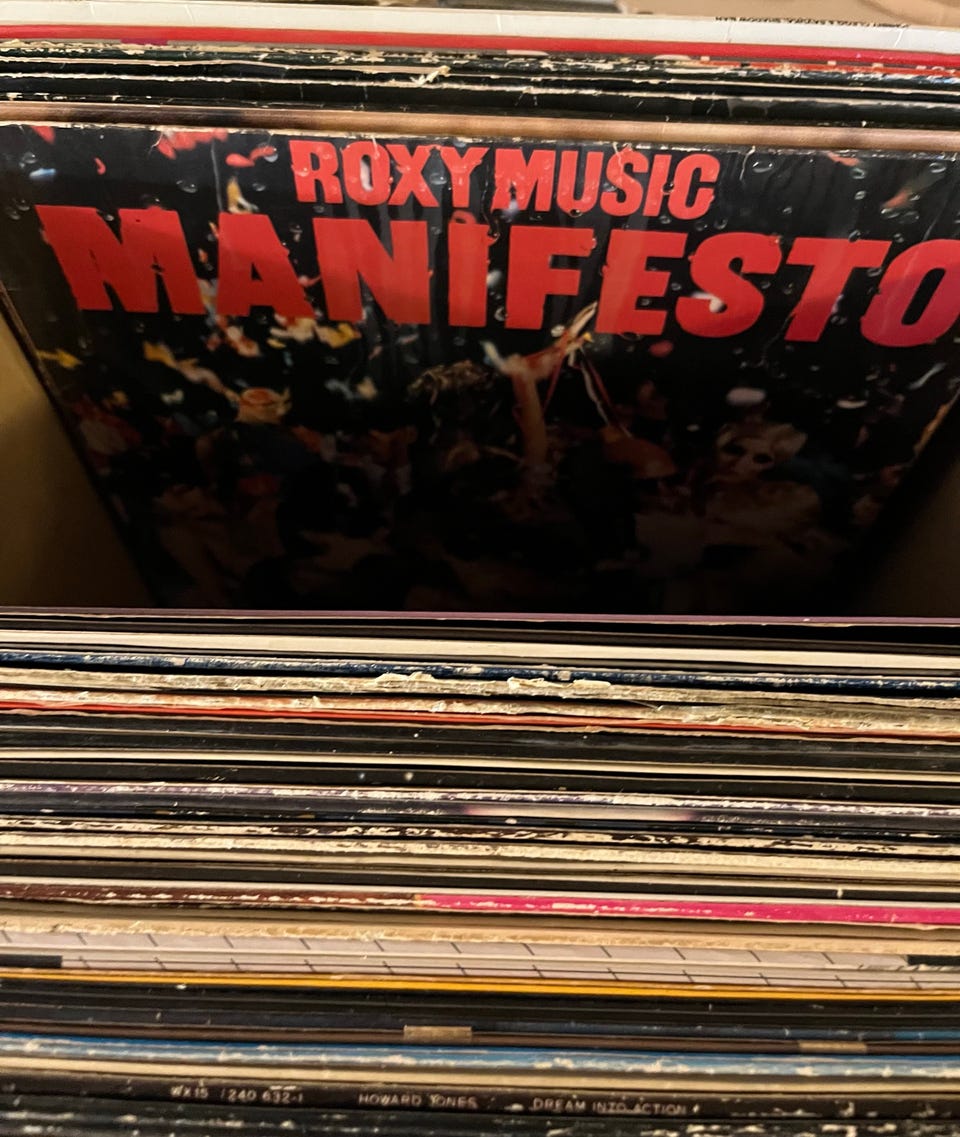 ROXY MUSIC
MANIFESTO
WX15 / 240 632-1 HOWARD JONES DREAM INTO ACTION